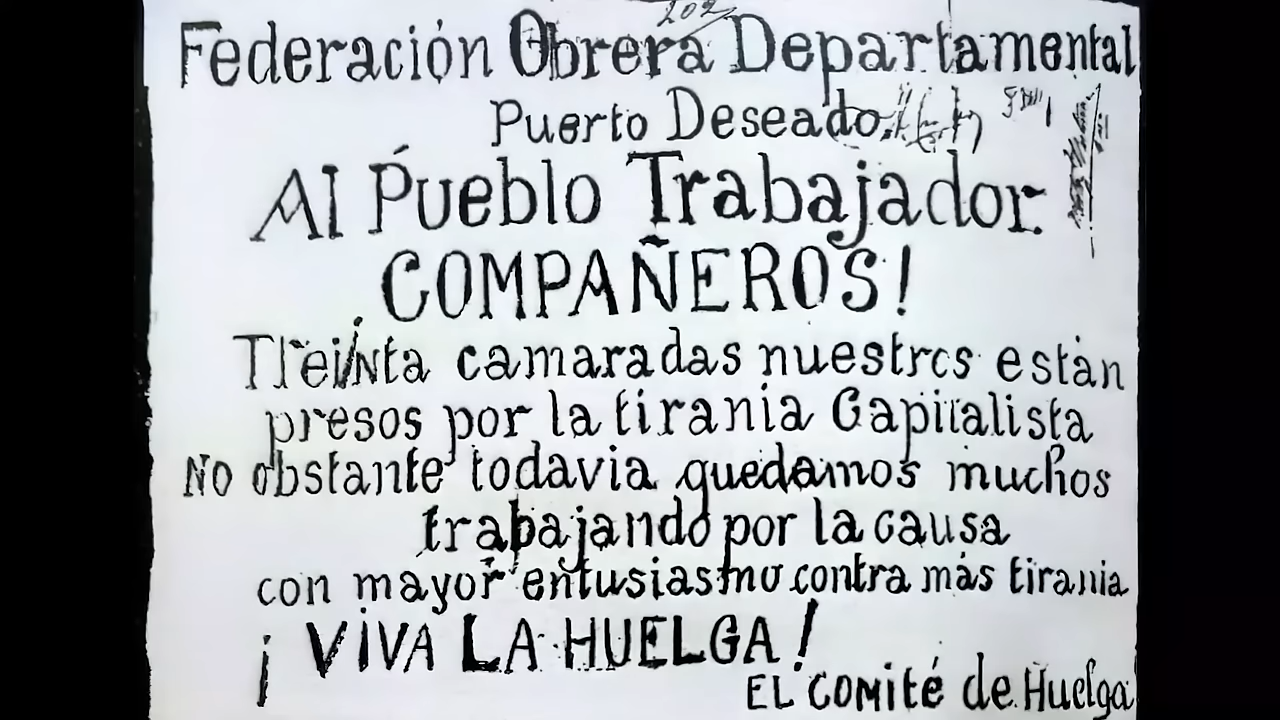 202
Federación Obrera Departamental
Puerto Deseado.
Al Pueblo Trabajador.
COMPAÑEROS!
Treinta camaradas nuestros están
presos por la tirania Capitalista
No obstante todavia quedamos muchos
trabajando por la causa
con mayor entusiasmo contra más tirania
¡VIVA LA HUELGA!
EL COMité de Huelga